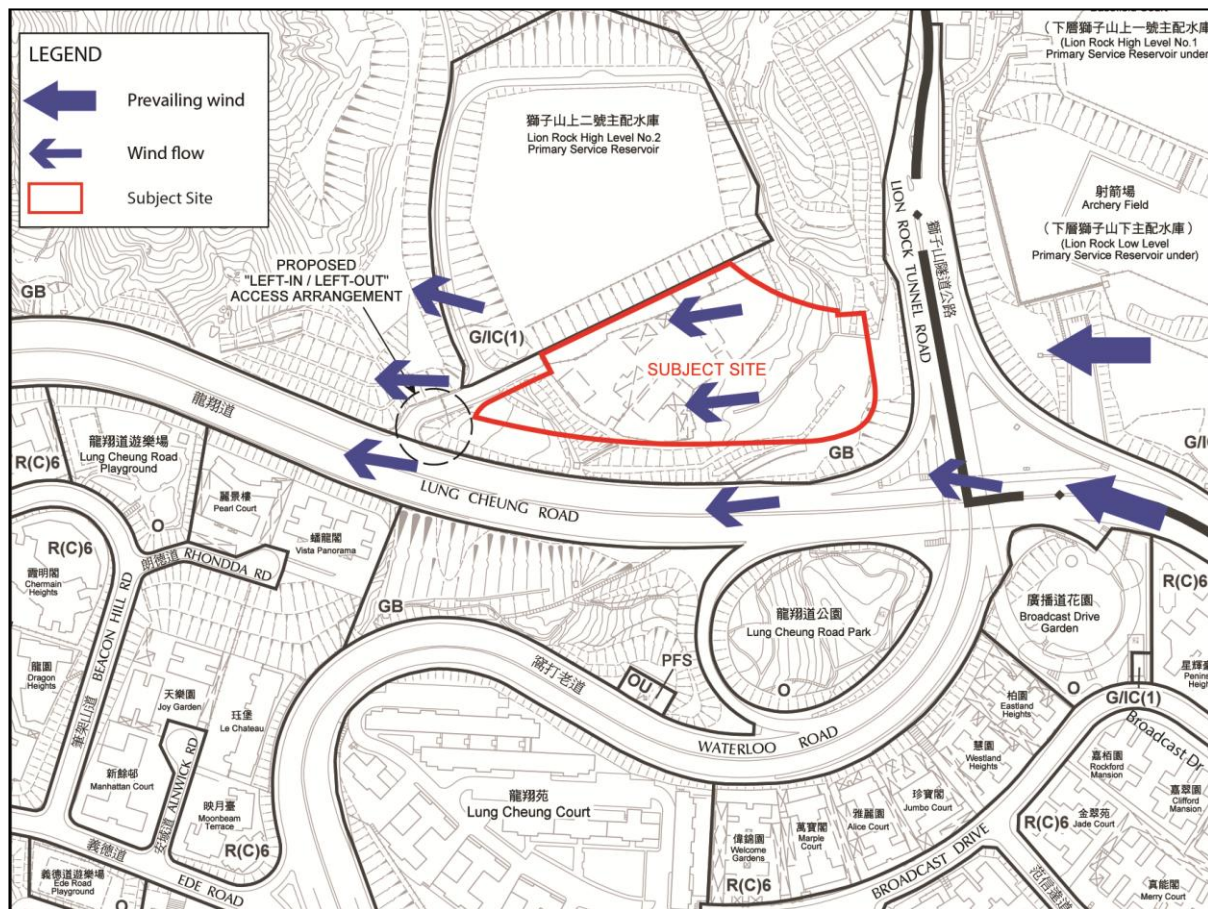 LEGEND
Prevailing wind
Wind flow
Subject Site
獅子山上二號主配水庫
Lion Rock High Level No.2
Primary Service Reservoir
(下層獅子山上一號主配水庫)
(Lion Rock High Level No.1
Primary Service Reservoir under)
射箭場
Archery Field
(下層獅子山下主配水庫)
(Lion Rock Low Level
Primary Service Reservoir under)
LION ROCK TUNNEL ROAD
獅子山隧道公路
PROPOSED
"LEFT-IN / LEFT-OUT"
ACCESS ARRANGEMENT
GB
G/IC(1)
SUBJECT SITE
GB
龍翔道
LUNG CHEUNG ROAD
龍翔道遊樂場
Lung Cheung Road
Playground
R(C)6
O
麗景樓
Pearl Court
蟠龍閣
Vista Panorama
朗德道 RHONDDA RD
R(C)6
霞明閣
Chermain
Heights
筆架山道 BEACON HILL RD
龍園
Dragon
Heights
天樂園
Joy Garden
珏堡
Le Chateau
新餘邨
Manhattan Court
安域道 ALNWICK RD
映月臺
Moonbeam
Terrace
R(C)6
義德道
EDE ROAD
義德道遊樂場
Ede Road
Playground
O
GB
窩打老道
WATERLOO ROAD
PFS
OU
龍翔苑
Lung Cheung Court
龍翔道公園
Lung Cheung Road Park
O
廣播道花園
Broadcast Drive
Garden
O
G/IC(1)
R(C)6
Broadcast Dr
柏園
Eastland
Heights
慧園
Westland
Heights
珍寶閣
Jumbo Court
雅麗園
Alice Court
萬寶閣
Marple
Court
偉錦園
Welcome
Gardens
R(C)6
BROADCAST DRIVE
嘉栢園
Rockford
Mansion
嘉翠園
Clifford
Mansion
金翠苑
Jade Court
R(C)6
范信達道
真能閣
Merry Court